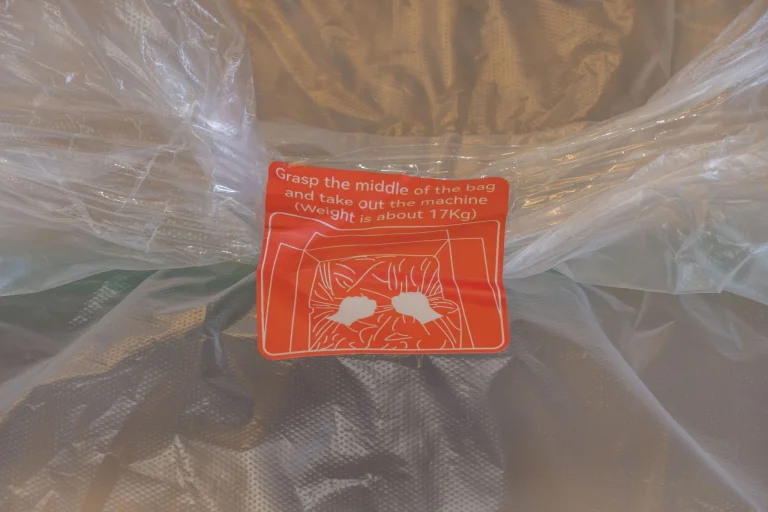 Grasp the middle of the bag
and take out the machine
(Weight is about 17Kg)